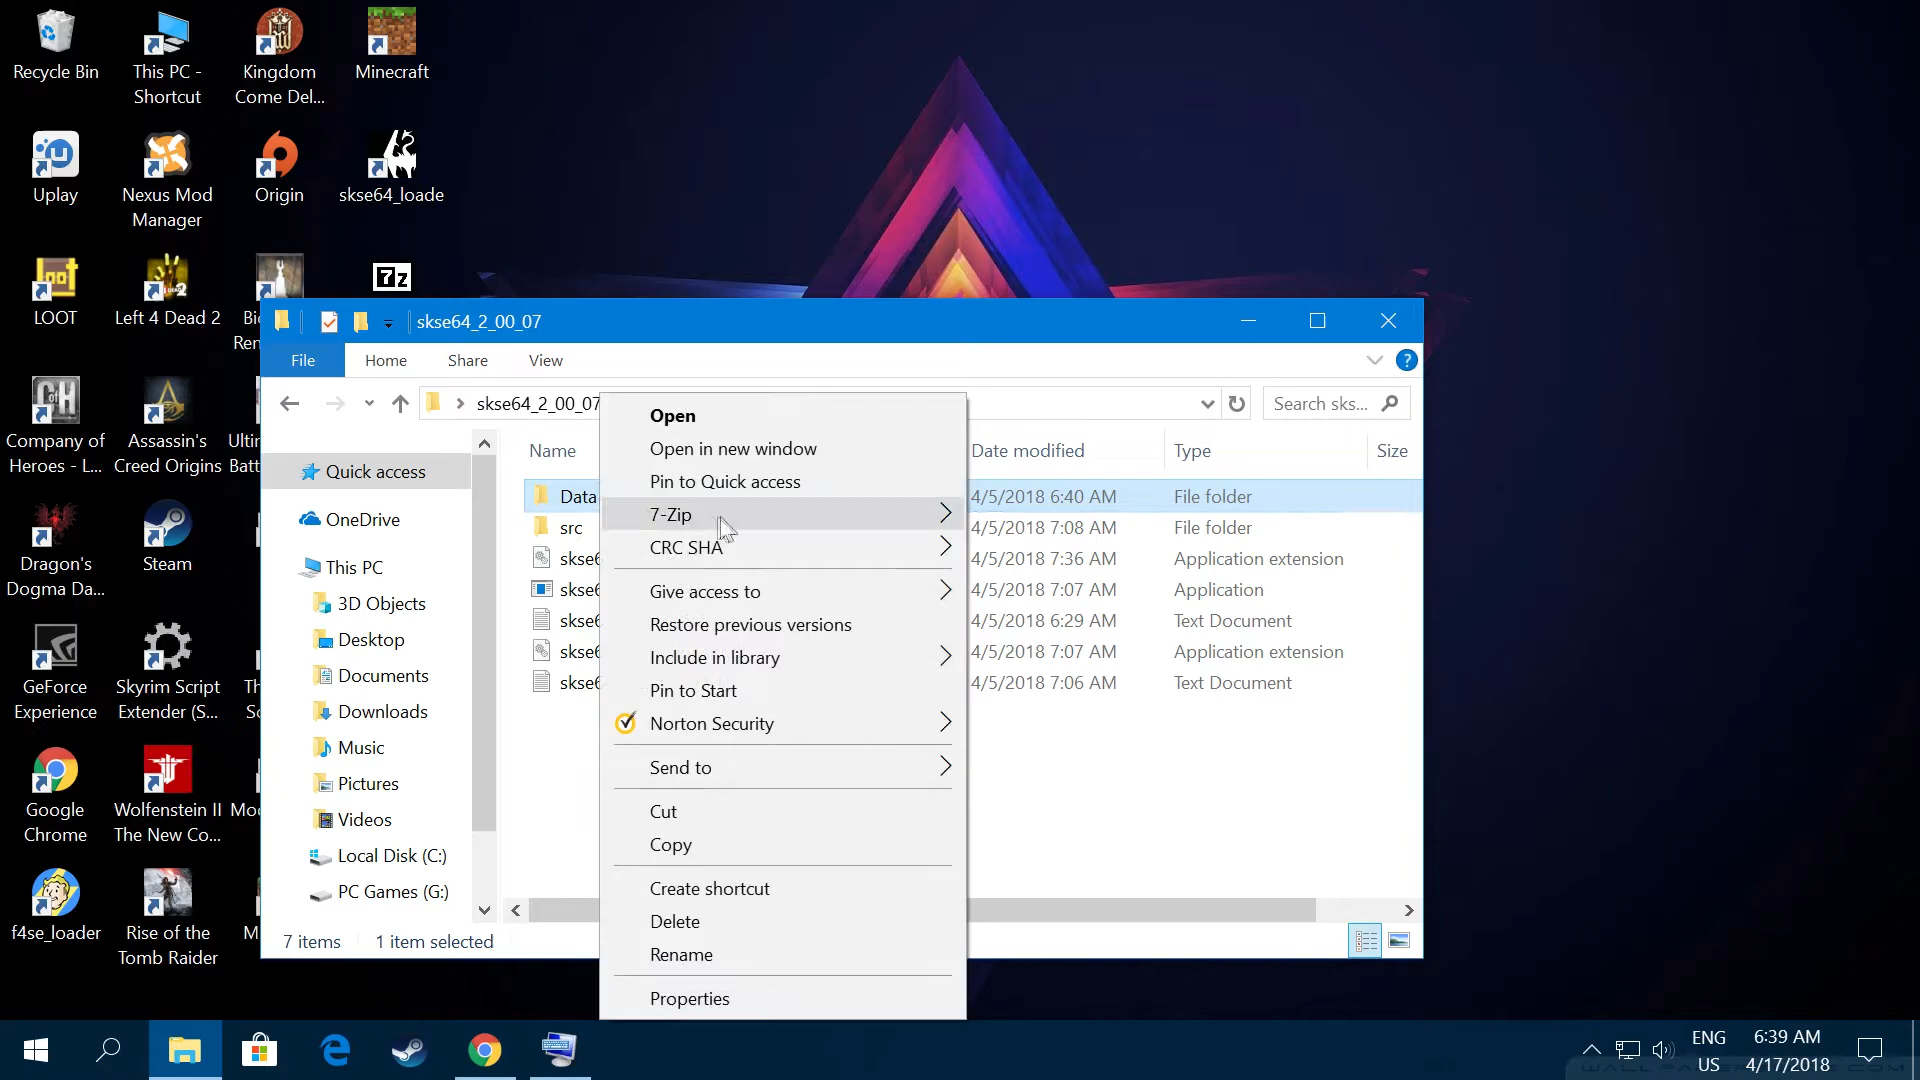 Recycle Bin
This PC -
Shortcut
Kingdom
Come Del...
Minecraft
Uplay
Nexus Mod
Manager
Origin
skse64_loade
LOOT
Left 4 Dead 2
Bio
Ren
7z
Company of
Heroes - L...
Assassin's
Creed Origins
Ulti
Batt
Dragon's
Dogma Da...
Steam
GeForce
Experience
Skyrim Script
Extender (S...
Th
Google
Chrome
Wolfenstein II
The New Co...
f4se_loader
Rise of the
Tomb Raider
M
skse64_2_00_07
File
Home
Share
View
skse64_2_00_07
Search sks...
Name
Date modified
Type
Size
Quick access
OneDrive
This PC
3D Objects
Desktop
Documents
Downloads
Music
Pictures
Videos
Local Disk (C:)
PC Games (G:)
Data
4/5/2018 6:40 AM
File folder
src
4/5/2018 7:08 AM
File folder
skse6
4/5/2018 7:36 AM
Application extension
skse6
4/5/2018 7:07 AM
Application
skse6
4/5/2018 6:29 AM
Text Document
skse6
4/5/2018 7:07 AM
Application extension
skse6
4/5/2018 7:06 AM
Text Document
Open
Open in new window
Pin to Quick access
7-Zip
CRC SHA
Give access to
Restore previous versions
Include in library
Pin to Start
Norton Security
Send to
Cut
Copy
Create shortcut
Delete
Rename
Properties
7 items
1 item selected
ENG
US
6:39 AM
4/17/2018